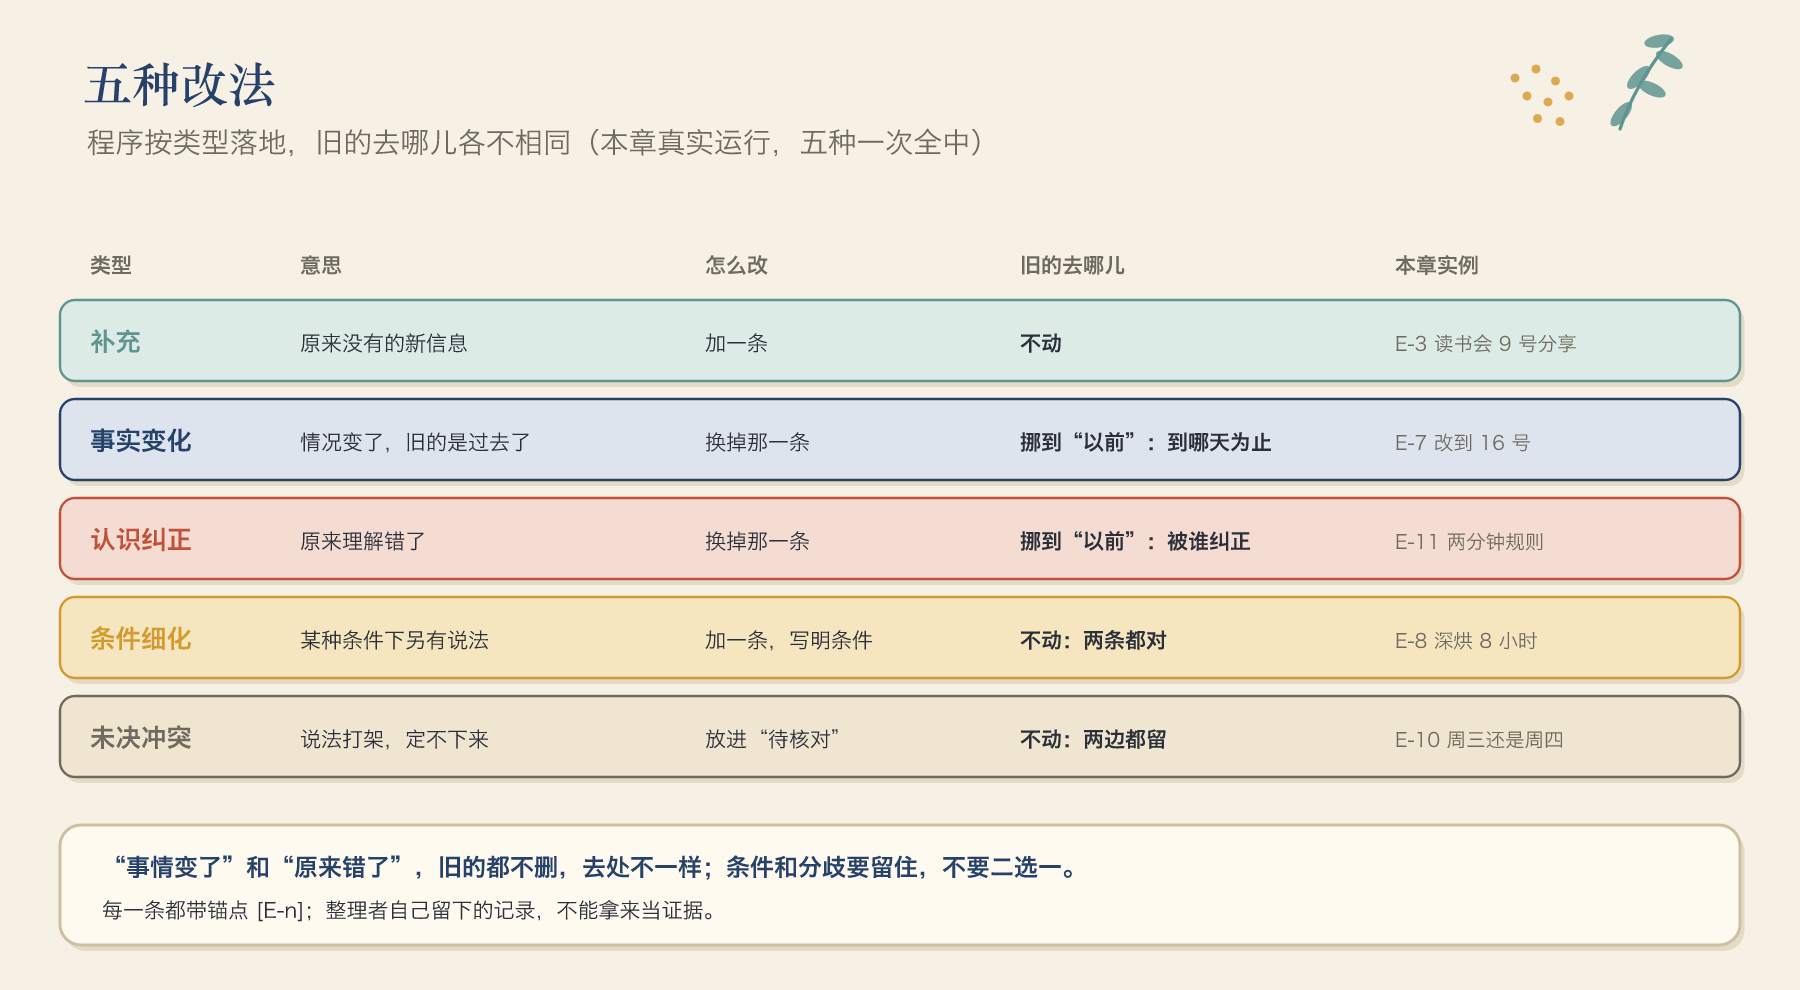 五种改法
程序按类型落地，旧的去哪儿各不相同（本章真实运行，五种一次全中）
类型 意思 怎么改 旧的去哪儿 本章实例
补充 原来没有的新信息 加一条 不动 E-3 读书会 9 号分享
事实变化 情况变了，旧的是过去了 换掉那一条 挪到“以前”：到哪天为止 E-7 改到 16 号
认识纠正 原来理解错了 换掉那一条 挪到“以前”：被谁纠正 E-11 两分钟规则
条件细化 某种条件下另有说法 加一条，写明条件 不动：两条都对 E-8 深烘 8 小时
未决冲突 说法打架，定不下来 放进“待核对” 不动：两边都留 E-10 周三还是周四
“事情变了”和“原来错了”，旧的都不删，去处不一样；条件和分歧要留住，不要二选一。
每一条都带锚点 [E-n]；整理者自己留下的记录，不能拿来当证据。